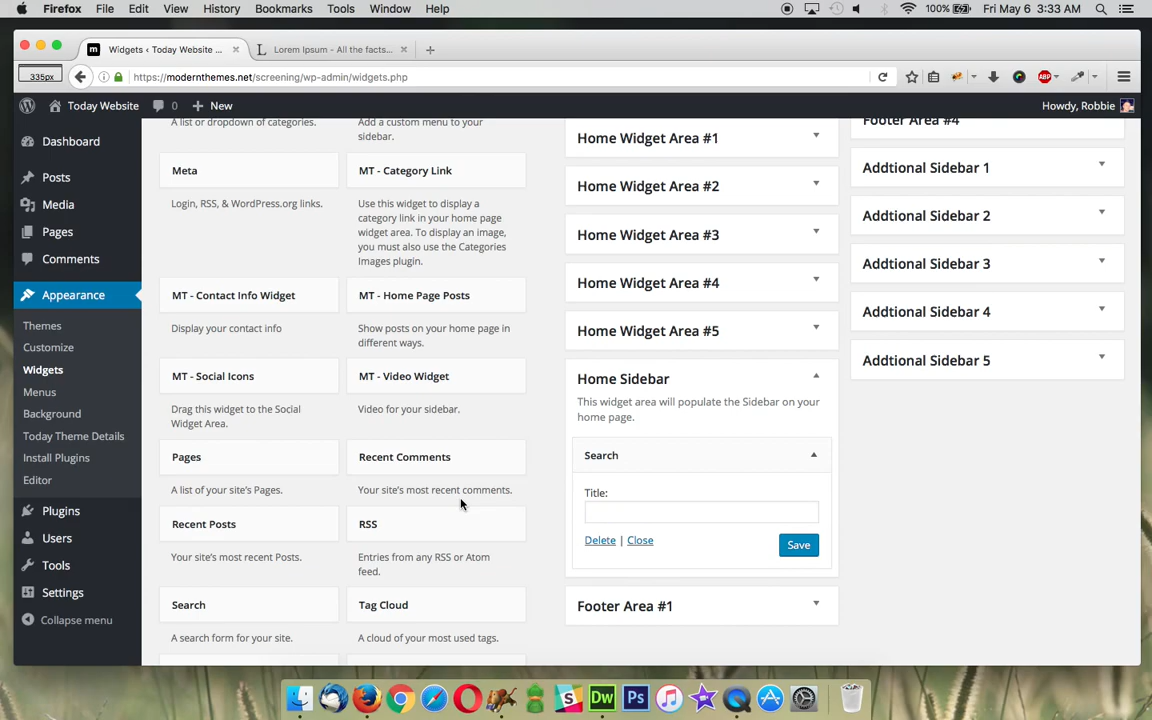 Firefox File Edit View History Bookmarks Tools Window Help 100% Fri May 6 3:33 AM
Widgets ‹ Today Website ... Lorem Ipsum - All the facts...
335px https://modernthemes.net/screening/wp-admin/widgets.php ABP
Today Website 0 New Howdy, Robbie
Dashboard
Posts
Media
Pages
Comments
Appearance
Themes
Customize
Widgets
Menus
Background
Today Theme Details
Install Plugins
Editor
Plugins
Users
Tools
Settings
Collapse menu
A list or dropdown of categories.
Add a custom menu to your
sidebar.
Meta
Login, RSS, & WordPress.org links.
MT - Category Link
Use this widget to display a
category link in your home page
widget area. To display an image,
you must also use the Categories
Images plugin.
MT - Contact Info Widget
Display your contact info
MT - Home Page Posts
Show posts on your home page in
different ways.
MT - Social Icons
Drag this widget to the Social
Widget Area.
MT - Video Widget
Video for your sidebar.
Pages
A list of your site's Pages.
Recent Comments
Your site's most recent comments.
Recent Posts
Your site's most recent Posts.
RSS
Entries from any RSS or Atom
feed.
Search
A search form for your site.
Tag Cloud
A cloud of your most used tags.
Home Widget Area #1
Home Widget Area #2
Home Widget Area #3
Home Widget Area #4
Home Widget Area #5
Home Sidebar
This widget area will populate the Sidebar on your
home page.
Search
Title:
Delete | Close
Save
Footer Area #1
Footer Area #4
Addtional Sidebar 1
Addtional Sidebar 2
Addtional Sidebar 3
Addtional Sidebar 4
Addtional Sidebar 5
Dw Ps